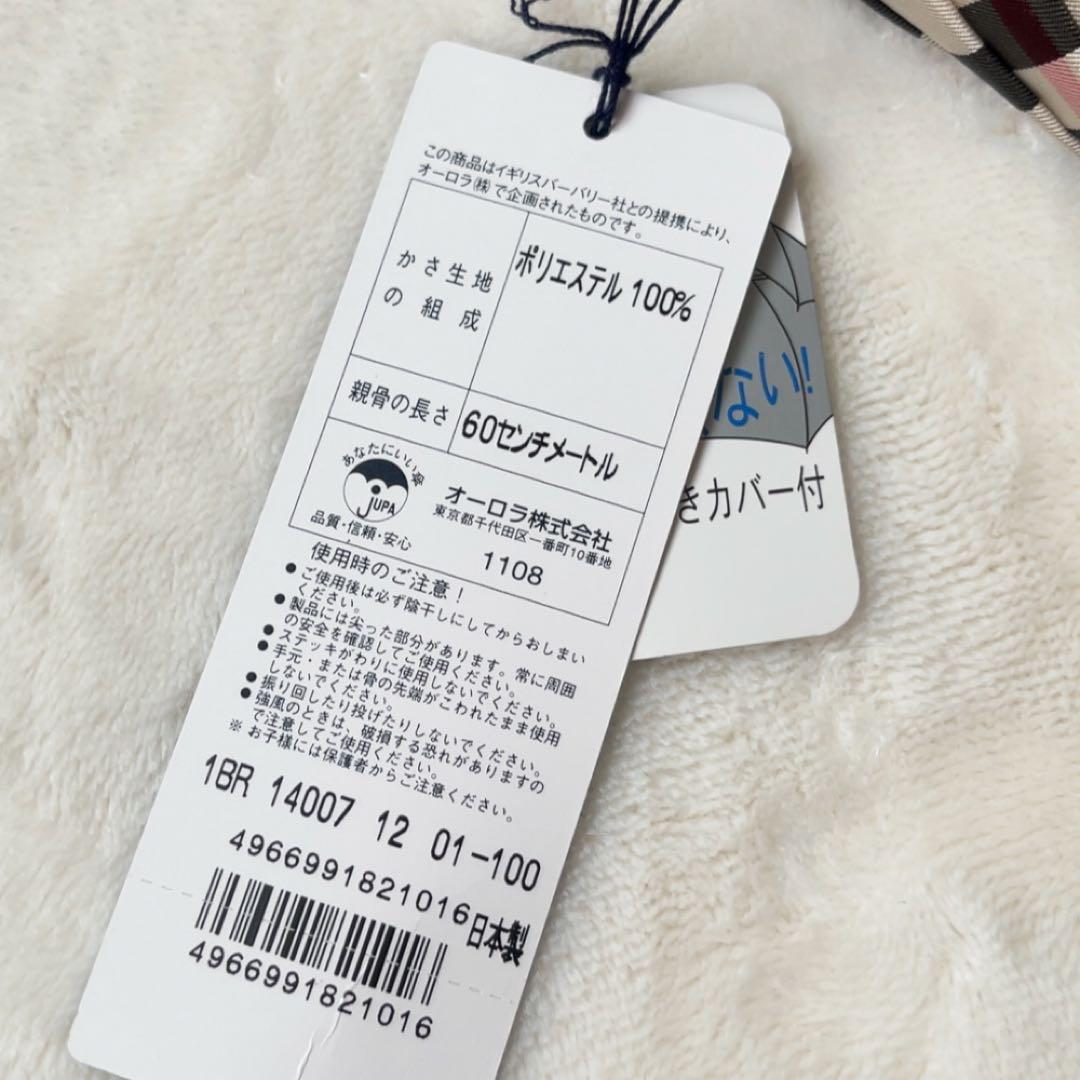 この商品はイギリスバーバリー社との提携により、
オーロラ㈱で企画されたものです。
かさ生地
の組成
ポリエステル 100%
親骨の長さ
60センチメートル
あなたにいい傘
JUPA
品質・信頼・安心
オーロラ株式会社
東京都千代田区一番町10番地
1108
使用時のご注意！
●ご使用後は必ず陰干しにしてからおしまい
ください。
●製品には尖った部分があります。常に周囲
の安全を確認してご使用ください。
●ステッキがわりに使用しないでください。
●手元・または骨の先端がこわれたまま使用
しないでください。
●振り回したり投げたりしないでください。
●強風のときは、破損する恐れがありますの
で注意してご使用ください。
※お子様には保護者からご注意ください。
1BR 14007 12 01-100
4966991821016
日本製
4966991821016
ない!
きカバー付